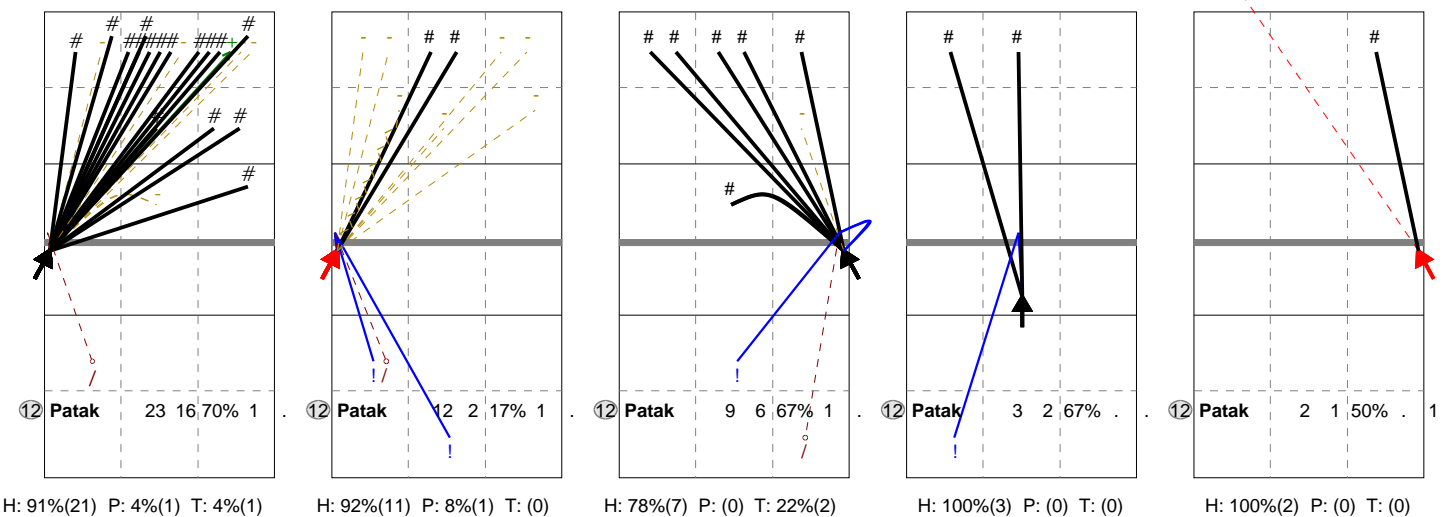 12 Patak 23 16 70% 1 .
12 Patak 12 2 17% 1 .
12 Patak 9 6 67% 1 .
12 Patak 3 2 67% . .
12 Patak 2 1 50% . 1
H: 91%(21) P: 4%(1) T: 4%(1)
H: 92%(11) P: 8%(1) T: (0)
H: 78%(7) P: (0) T: 22%(2)
H: 100%(3) P: (0) T: (0)
H: 100%(2) P: (0) T: (0)